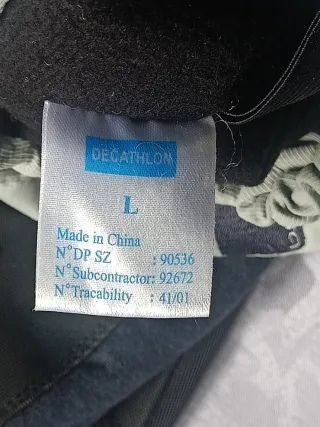 DECATHLON
L
Made in China
N°DP SZ : 90536
N°Subcontractor: 92672
N°Tracability : 41/01